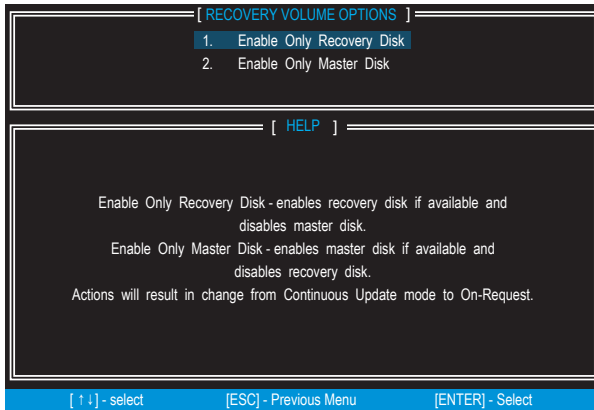 [ RECOVERY VOLUME OPTIONS ]
1. Enable Only Recovery Disk
2. Enable Only Master Disk
[ HELP ]
Enable Only Recovery Disk - enables recovery disk if available and
disables master disk.
Enable Only Master Disk - enables master disk if available and
disables recovery disk.
Actions will result in change from Continuous Update mode to On-Request.
[ ↑↓] - select [ESC] - Previous Menu [ENTER] - Select